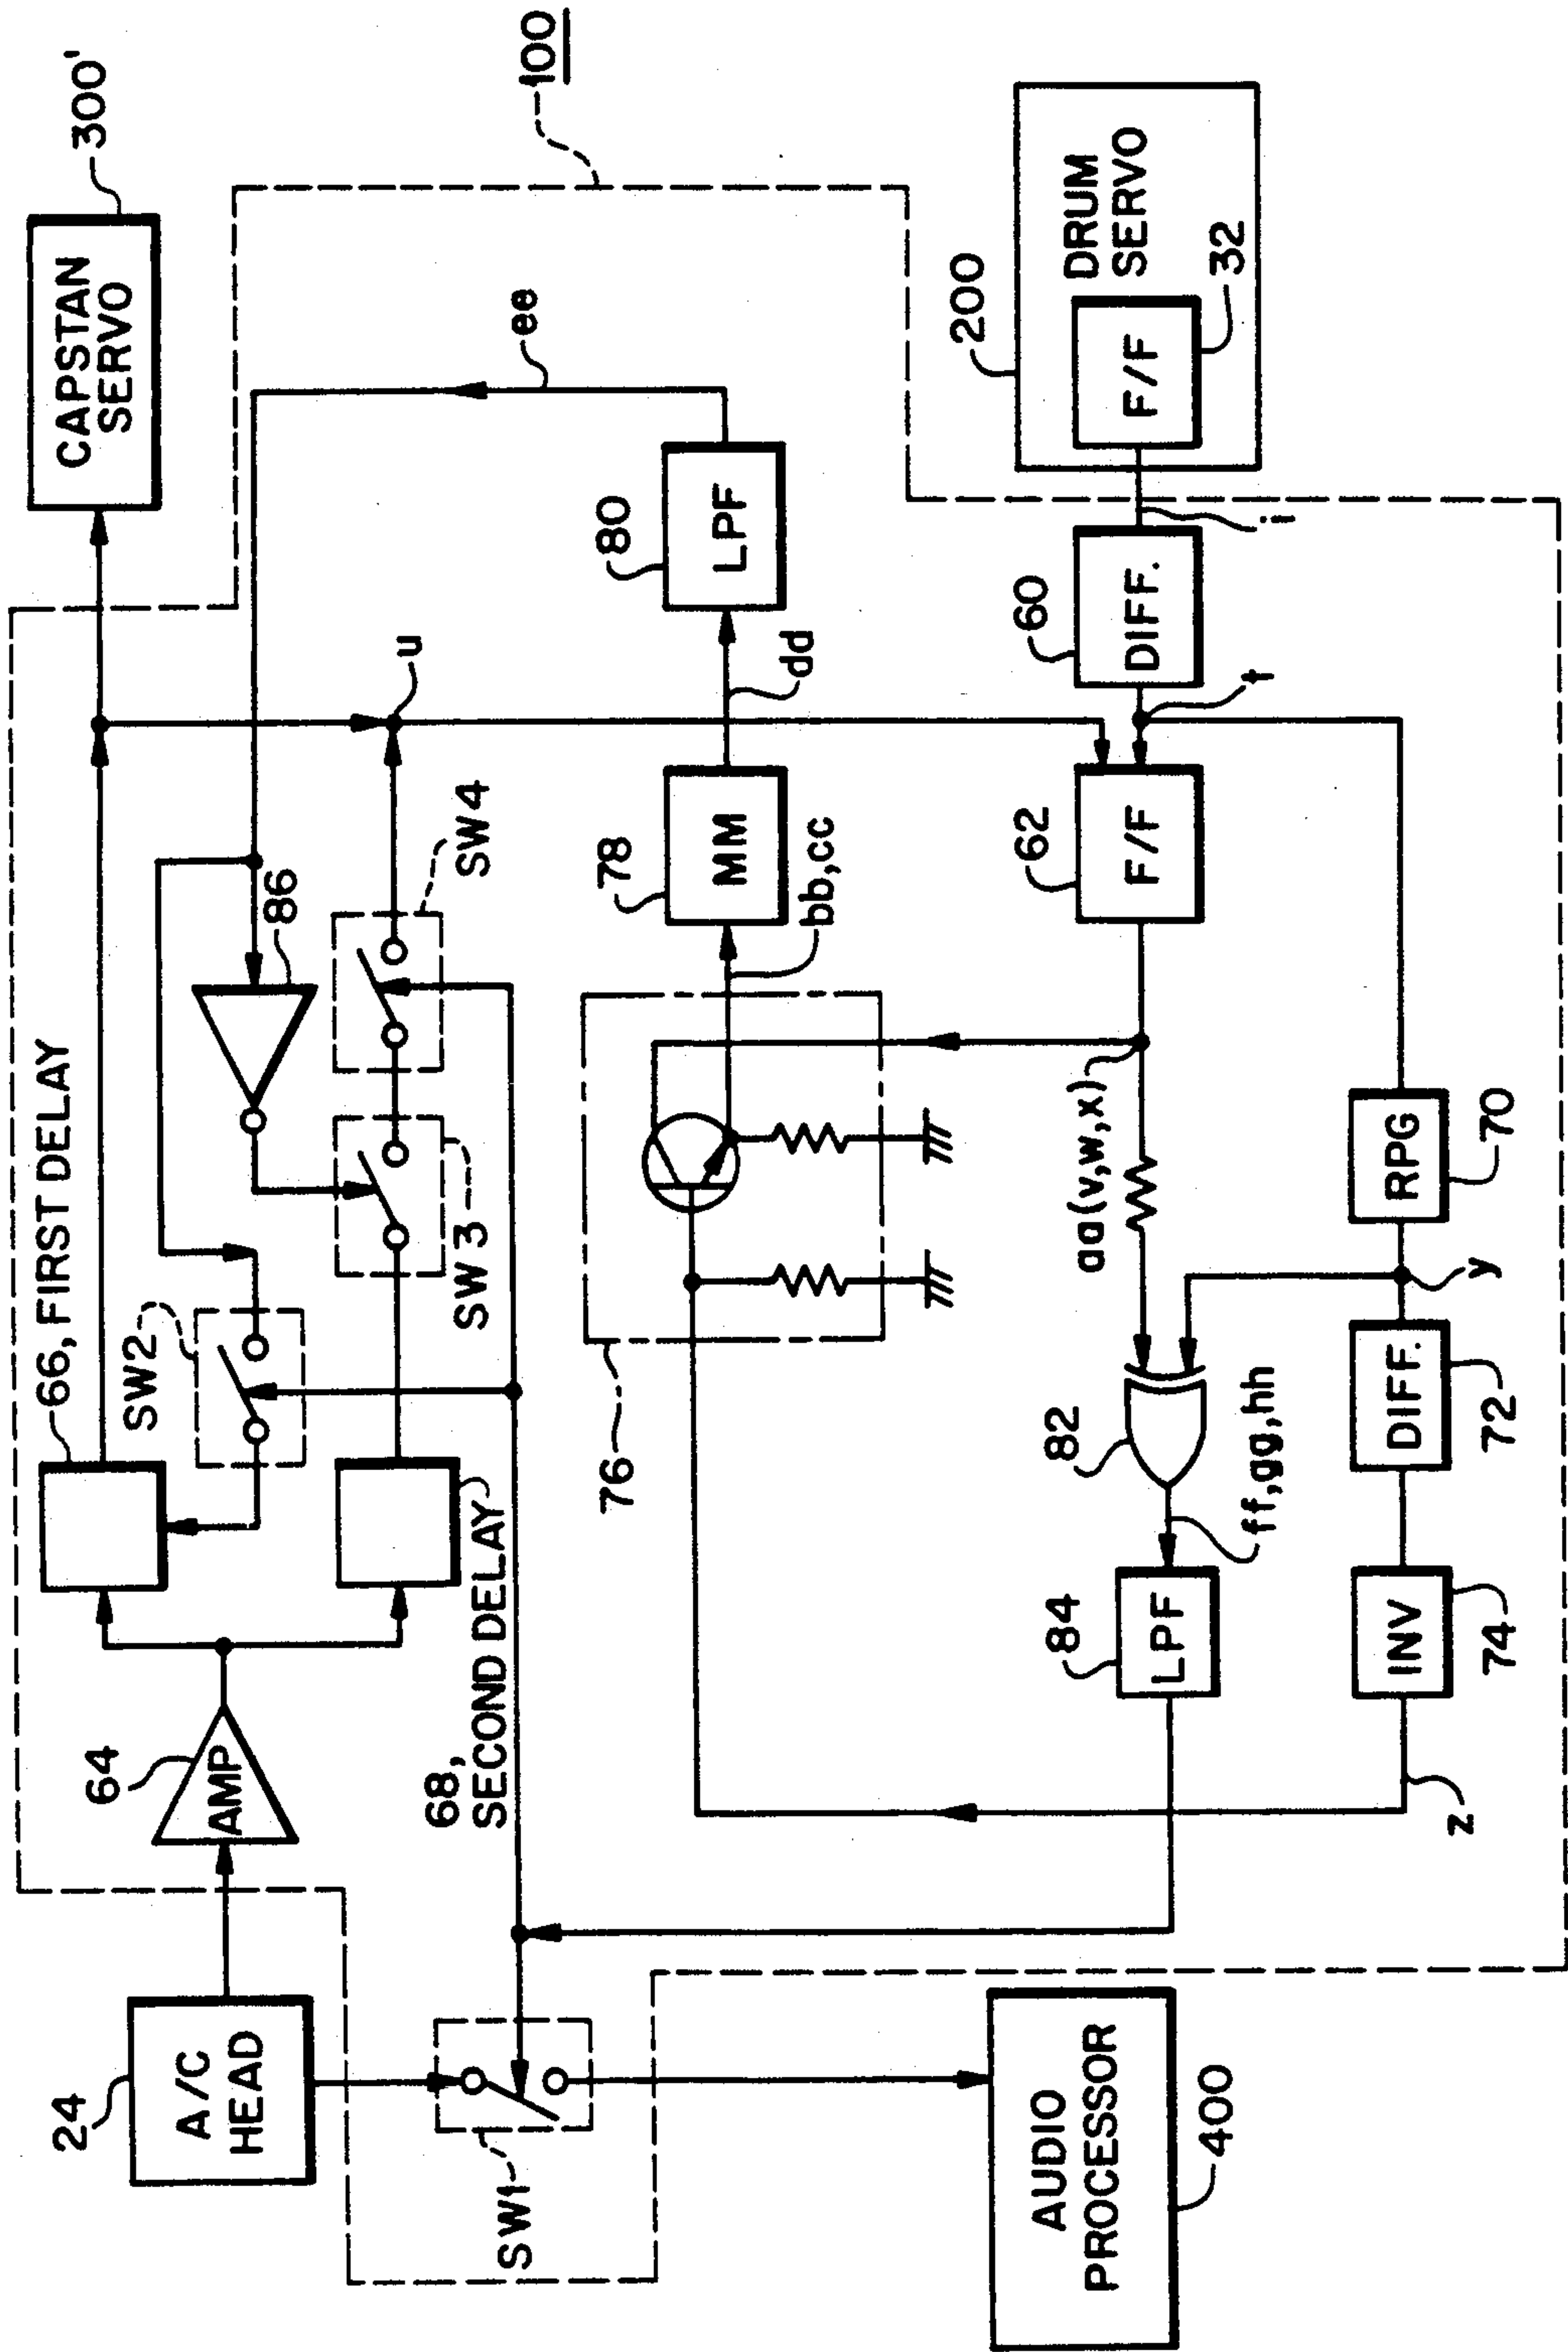 24
A/C
HEAD
64
AMP
66, FIRST DELAY
SW2
68,
SECOND DELAY
SW3
86
SW4
u
300'
CAPSTAN
SERVO
ee
100
SW1
76
78
MM
bb,cc
dd
80
LPF
AUDIO
PROCESSOR
400
84
LPF
82
ff,gg,hh
aa(v,w,x)
62
F/F
60
DIFF.
t
i
200
DRUM
SERVO
F/F
32
z
INV
74
DIFF.
72
y
RPG
70